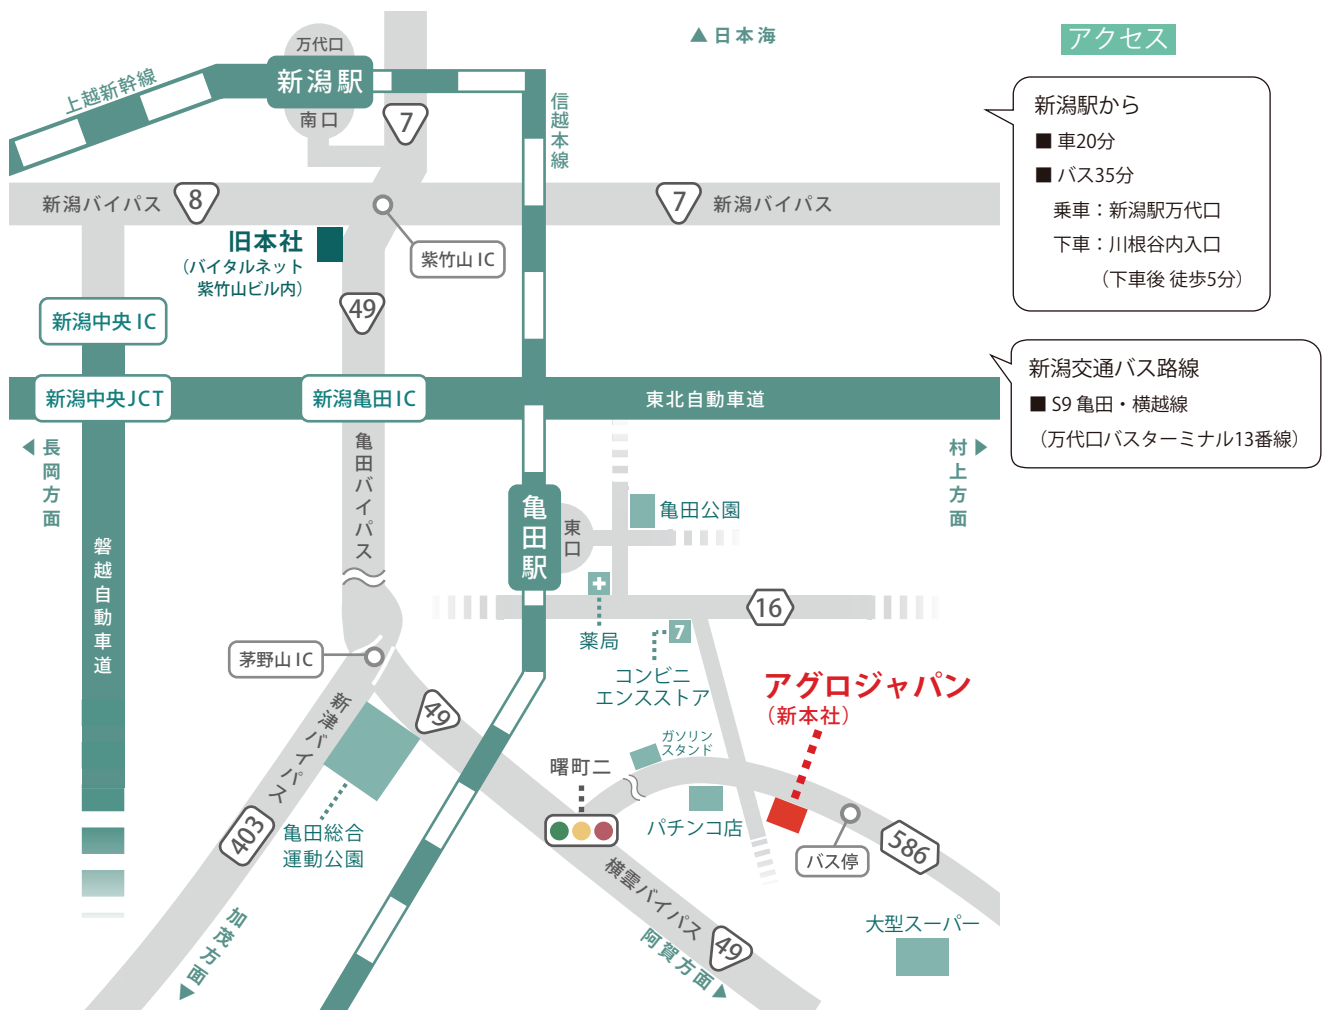 万代口
新潟駅
南口
上越新幹線
7
信越本線
▲日本海
アクセス
新潟駅から
■ 車20分
■ バス35分
乗車：新潟駅万代口
下車：川根谷内入口
（下車後 徒歩5分）
新潟交通バス路線
■ S9 亀田・横越線
（万代口バスターミナル13番線）
新潟バイパス
8
7
新潟バイパス
旧本社
（バイタルネット
紫竹山ビル内）
紫竹山 IC
49
新潟中央 IC
新潟中央JCT
新潟亀田 IC
東北自動車道
◀長岡方面
村上▶方面
亀田バイパス
磐越自動車道
亀田駅
東口
亀田公園
16
薬局
7
コンビニ
エンスストア
茅野山 IC
新津バイパス
49
アグロジャパン
（新本社）
ガソリン
スタンド
曙町二
パチンコ店
バス停
586
403
亀田総合
運動公園
横雲バイパス
49
大型スーパー
加茂方面▼
阿賀方面▲